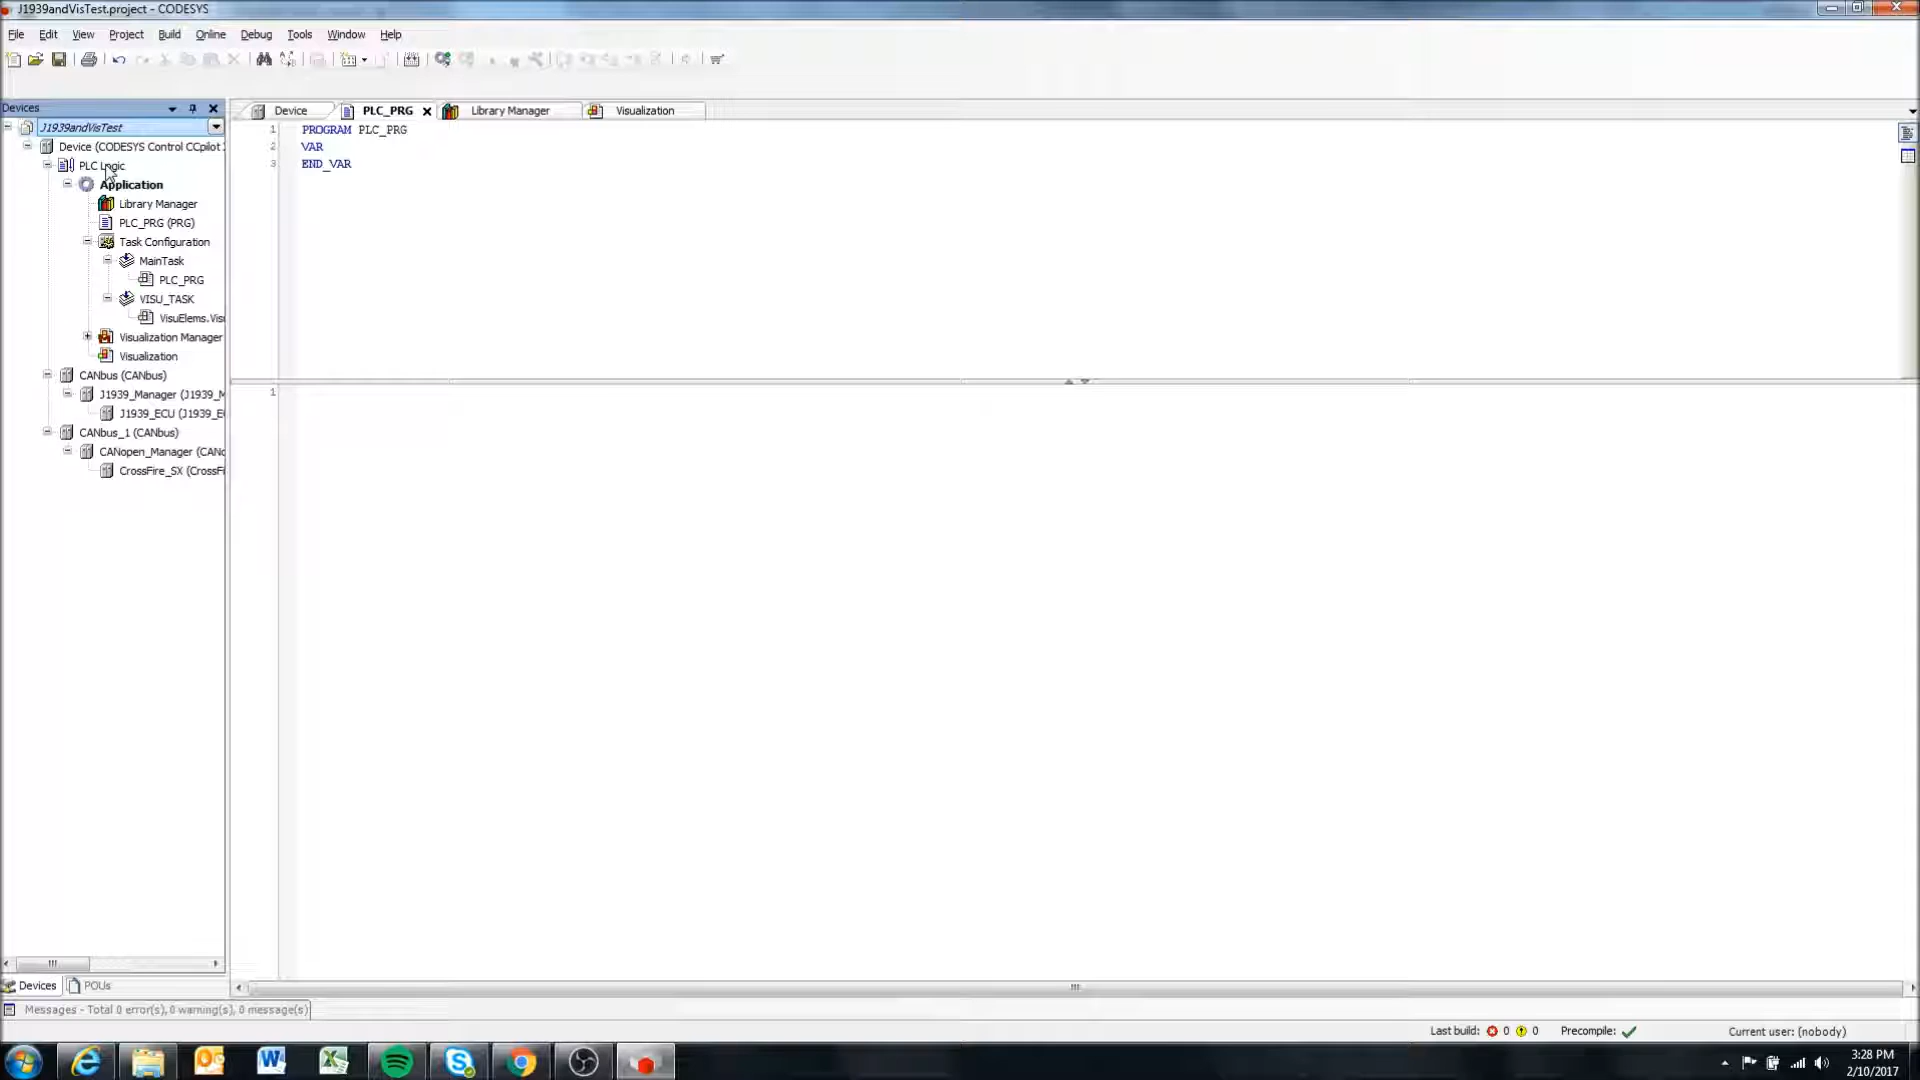 J1939andVisTest.project - CODESYS
File Edit View Project Build Online Debug Tools Window Help
Devices
J1939andVisTest
Device (CODESYS Control CCpilot
PLC Logic
Application
Library Manager
PLC_PRG (PRG)
Task Configuration
MainTask
PLC_PRG
VISU_TASK
VisuElems.Vis
Visualization Manager
Visualization
CANbus (CANbus)
J1939_Manager (J1939_M
J1939_ECU (J1939_E
CANbus_1 (CANbus)
CANopen_Manager (CANo
CrossFire_SX (CrossFi
Devices POUs
Device PLC_PRG Library Manager Visualization
1 PROGRAM PLC_PRG
2 VAR
3 END_VAR
1
Messages - Total 0 error(s), 0 warning(s), 0 message(s)
Last build: 0 0 Precompile: Current user: (nobody)
3:28 PM
2/10/2017